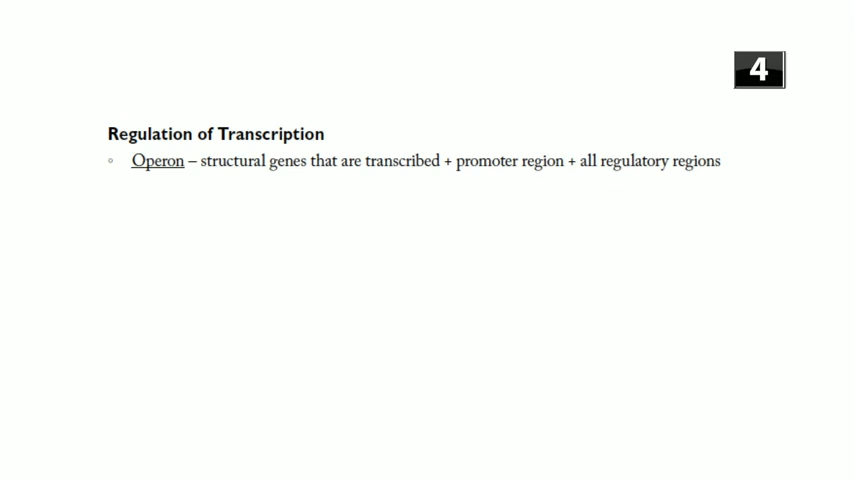 4
Regulation of Transcription
◦ Operon – structural genes that are transcribed + promoter region + all regulatory regions